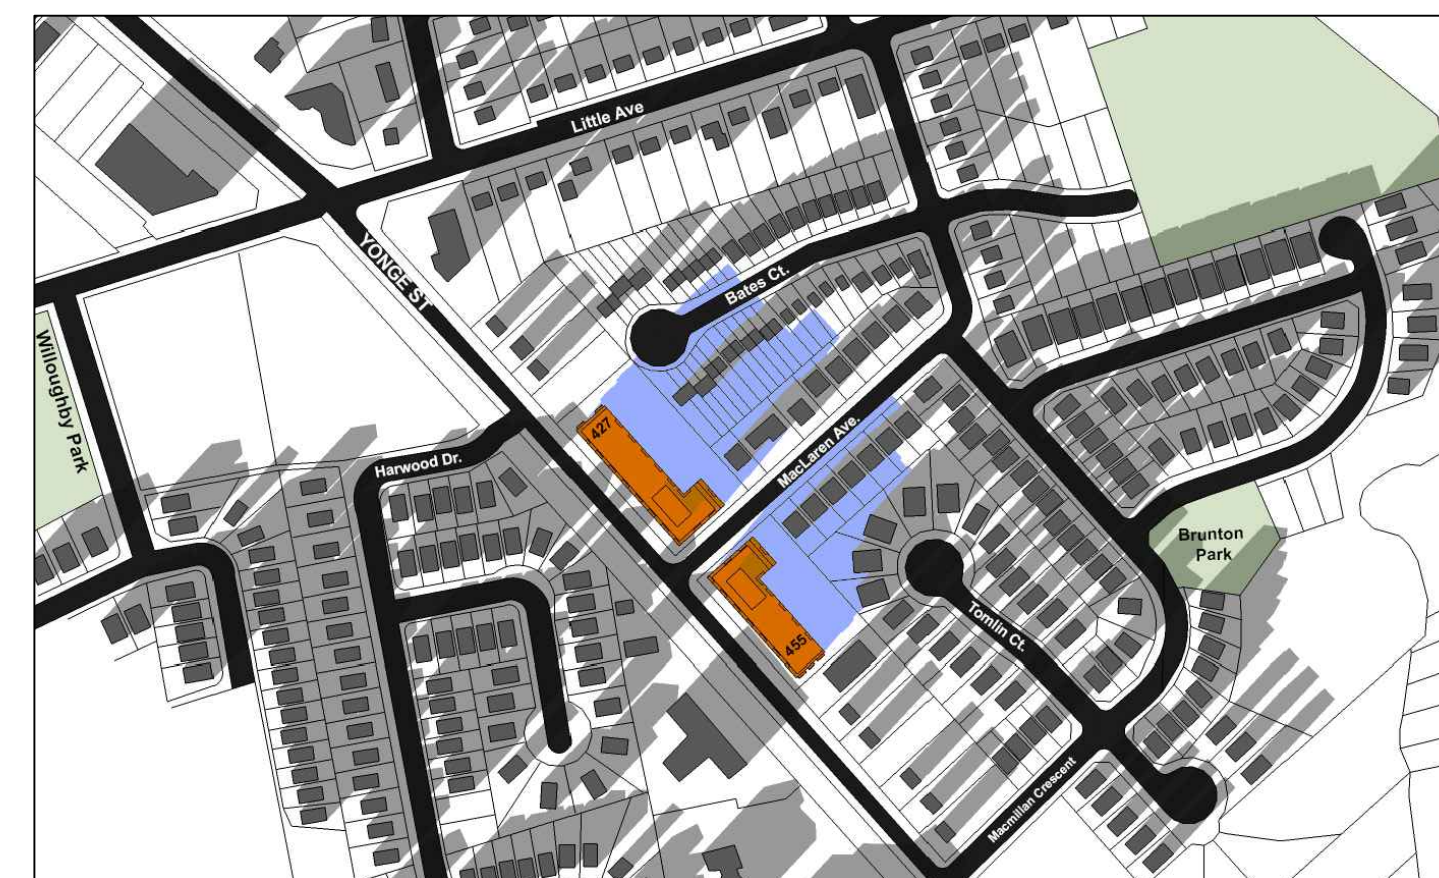 Little Ave
YONGE ST
Bates Ct.
Willoughby Park
427
MacLaren Ave.
Harwood Dr.
Brunton
Park
Tomlin Ct.
455
Macmillan Crescent